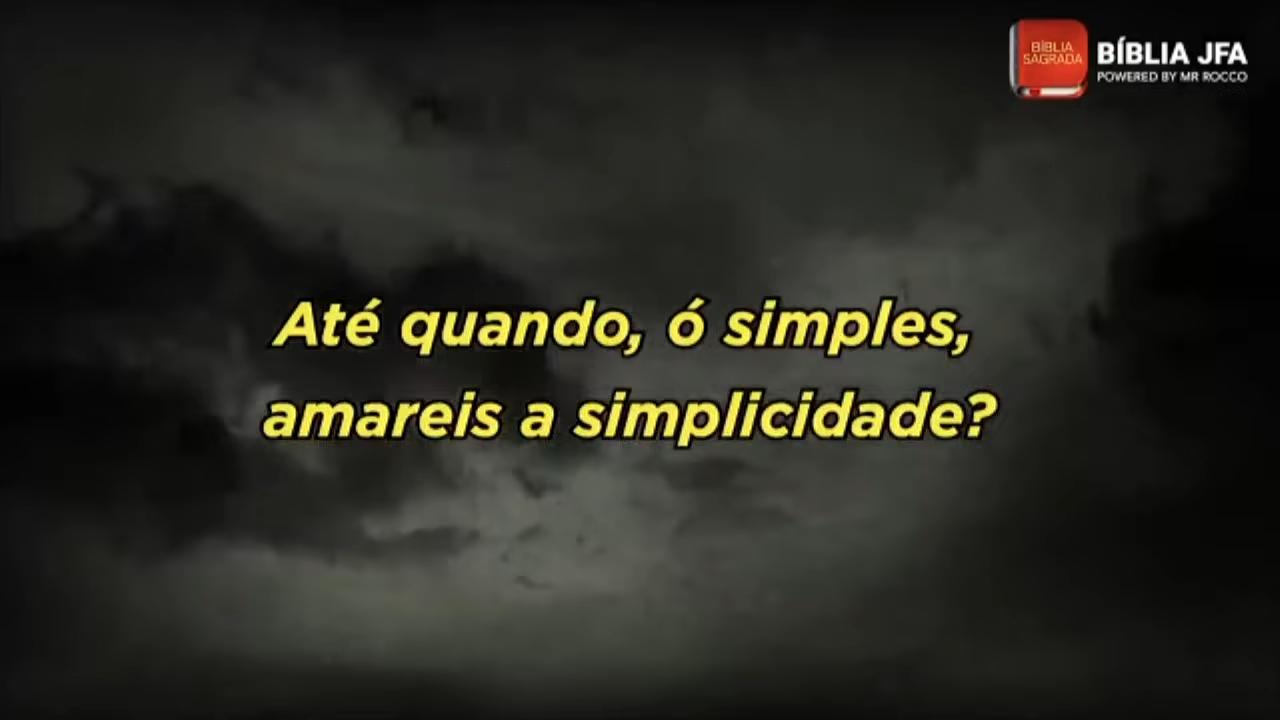 BÍBLIA
SAGRADA
BÍBLIA JFA
POWERED BY MR ROCCO
Até quando, ó simples,
amareis a simplicidade?